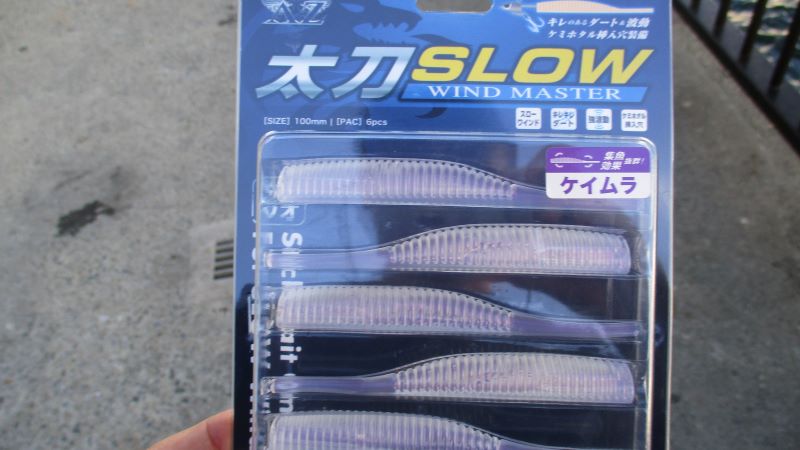 AZ
キレのあるダート&波動
ケミホタル挿入穴装備
太刀SLOW
WIND MASTER
[SIZE] 100mm | [PAC] 6pcs
スローワインド
キレキレダート
強波動
ケミホタル挿入穴
集魚効果 抜群!
ケイムラ